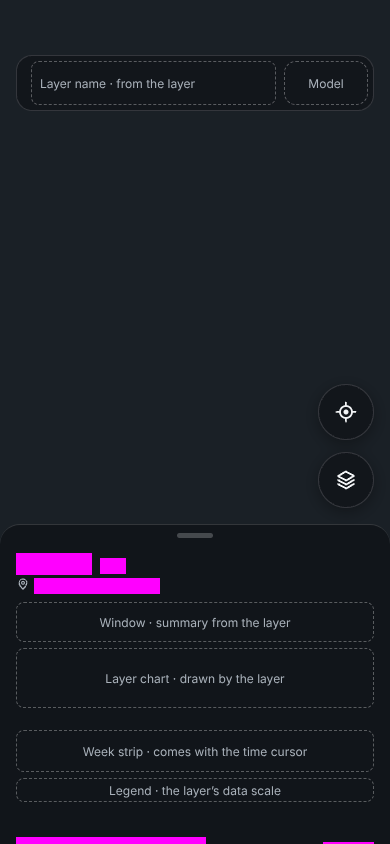 Layer name · from the layer
Model
Window · summary from the layer
Layer chart · drawn by the layer
Week strip · comes with the time cursor
Legend · the layer’s data scale